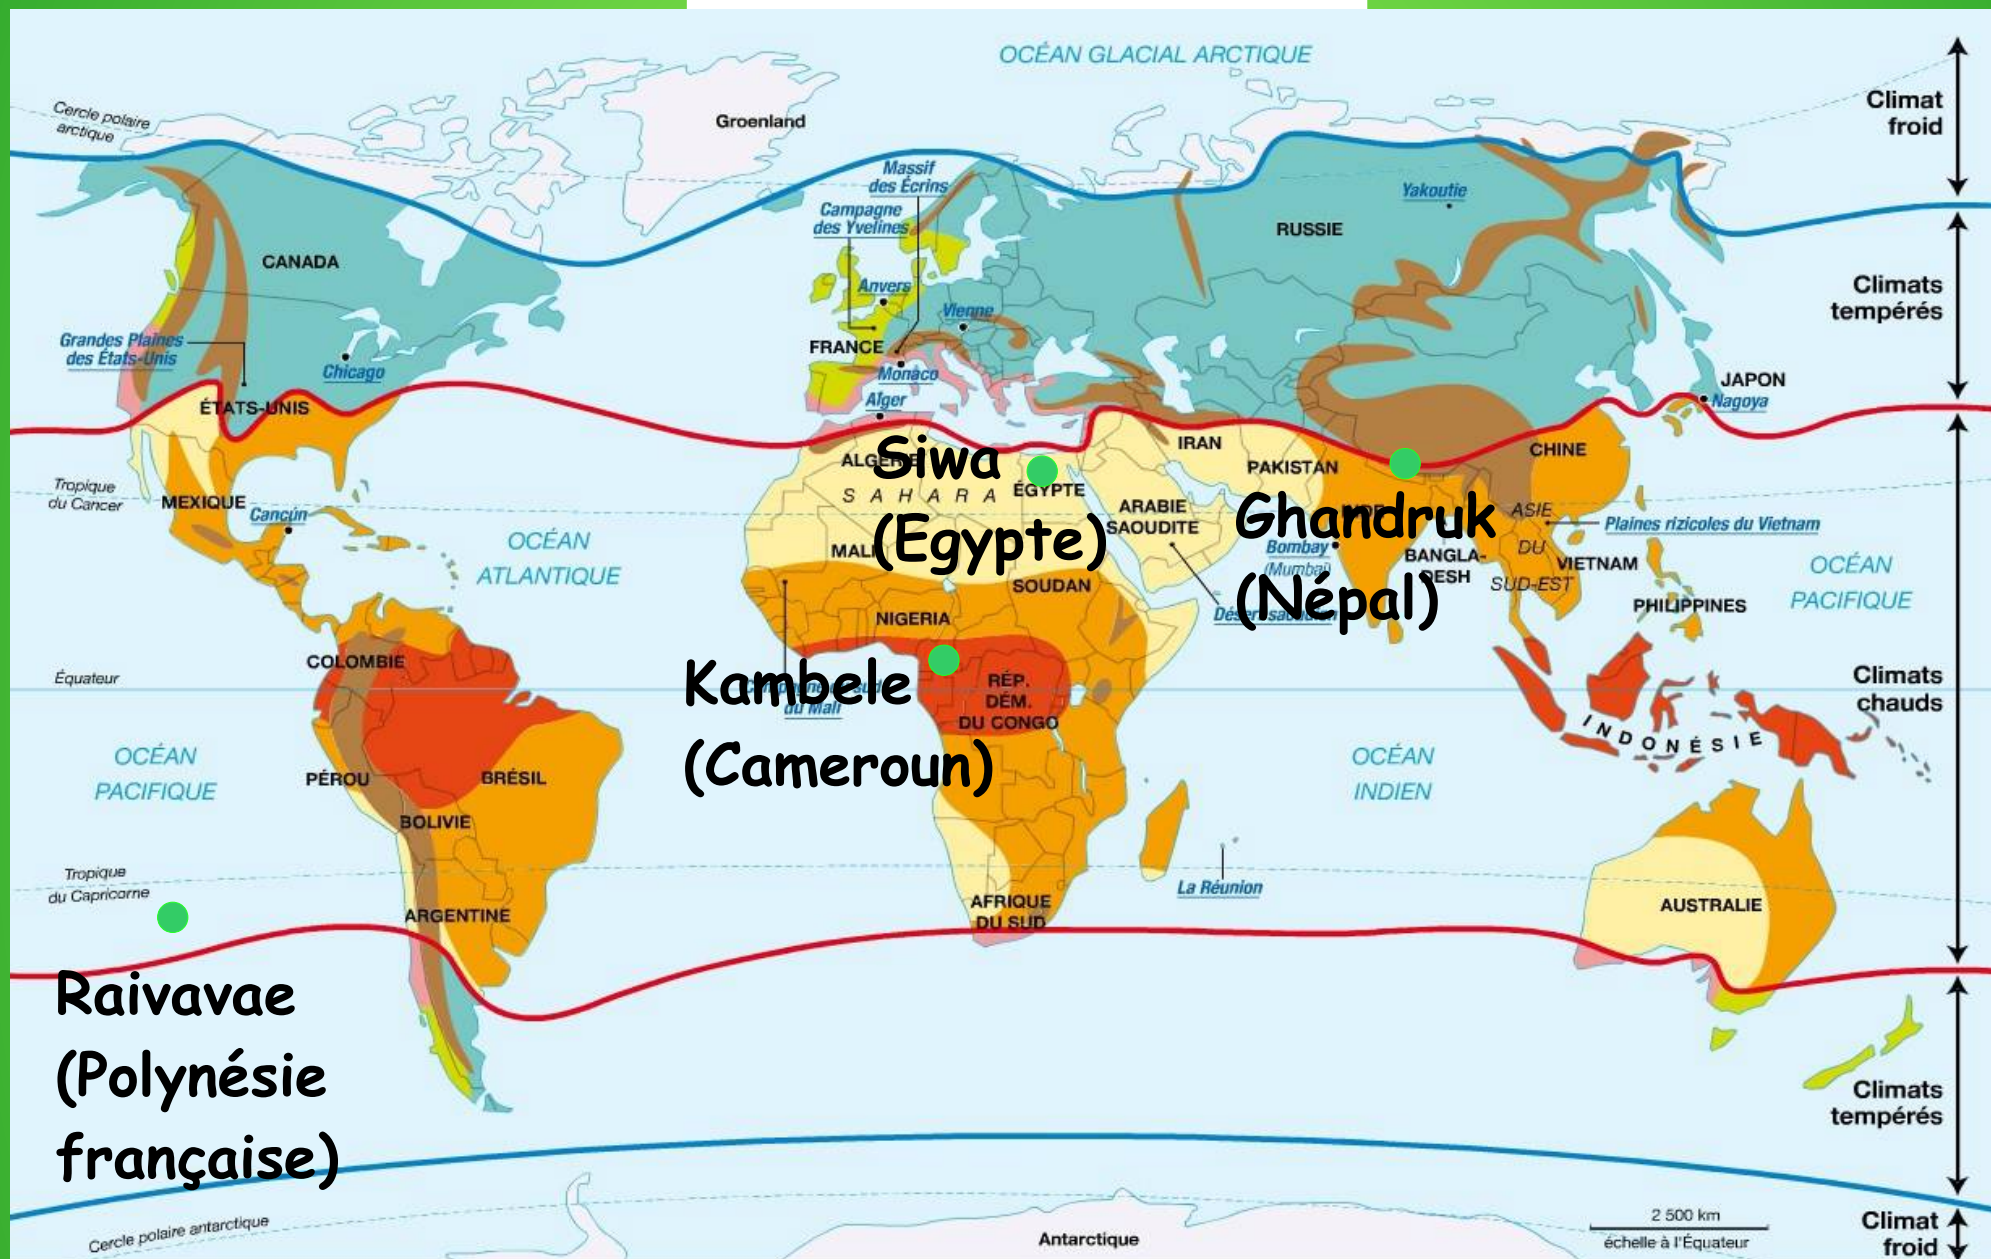 OCÉAN GLACIAL ARCTIQUE
Climat
froid
Cercle polaire
arctique
Groenland
Massif
des Écrins
Campagne
des Yvelines
Yakoutie
RUSSIE
CANADA
Climats
tempérés
Anvers
Vienne
Grandes Plaines
des États-Unis
FRANCE
Chicago
Monaco
JAPON
Nagoya
Alger
ÉTATS-UNIS
IRAN
CHINE
ALGÉRIE
Siwa
(Egypte)
PAKISTAN
Tropique
du Cancer
MEXIQUE
Cancún
SAHARA
ÉGYPTE
ARABIE
SAOUDITE
Ghandruk
(Népal)
ASIE
DU
SUD-EST
Plaines rizicoles du Vietnam
OCÉAN
ATLANTIQUE
MALI
Bombay
(Mumbai)
BANGLA-
DESH
VIETNAM
OCÉAN
PACIFIQUE
SOUDAN
NIGERIA
Désert saoudien
PHILIPPINES
COLOMBIE
Équateur
Kambele
(Cameroun)
du Mali
RÉP.
DÉM.
DU CONGO
Climats
chauds
INDONÉSIE
OCÉAN
PACIFIQUE
PÉROU
BRÉSIL
OCÉAN
INDIEN
BOLIVIE
Tropique
du Capricorne
La Réunion
ARGENTINE
AFRIQUE
DU SUD
AUSTRALIE
Raivavae
(Polynésie
française)
Climats
tempérés
Cercle polaire antarctique
Antarctique
2 500 km
échelle à l'Équateur
Climat
froid